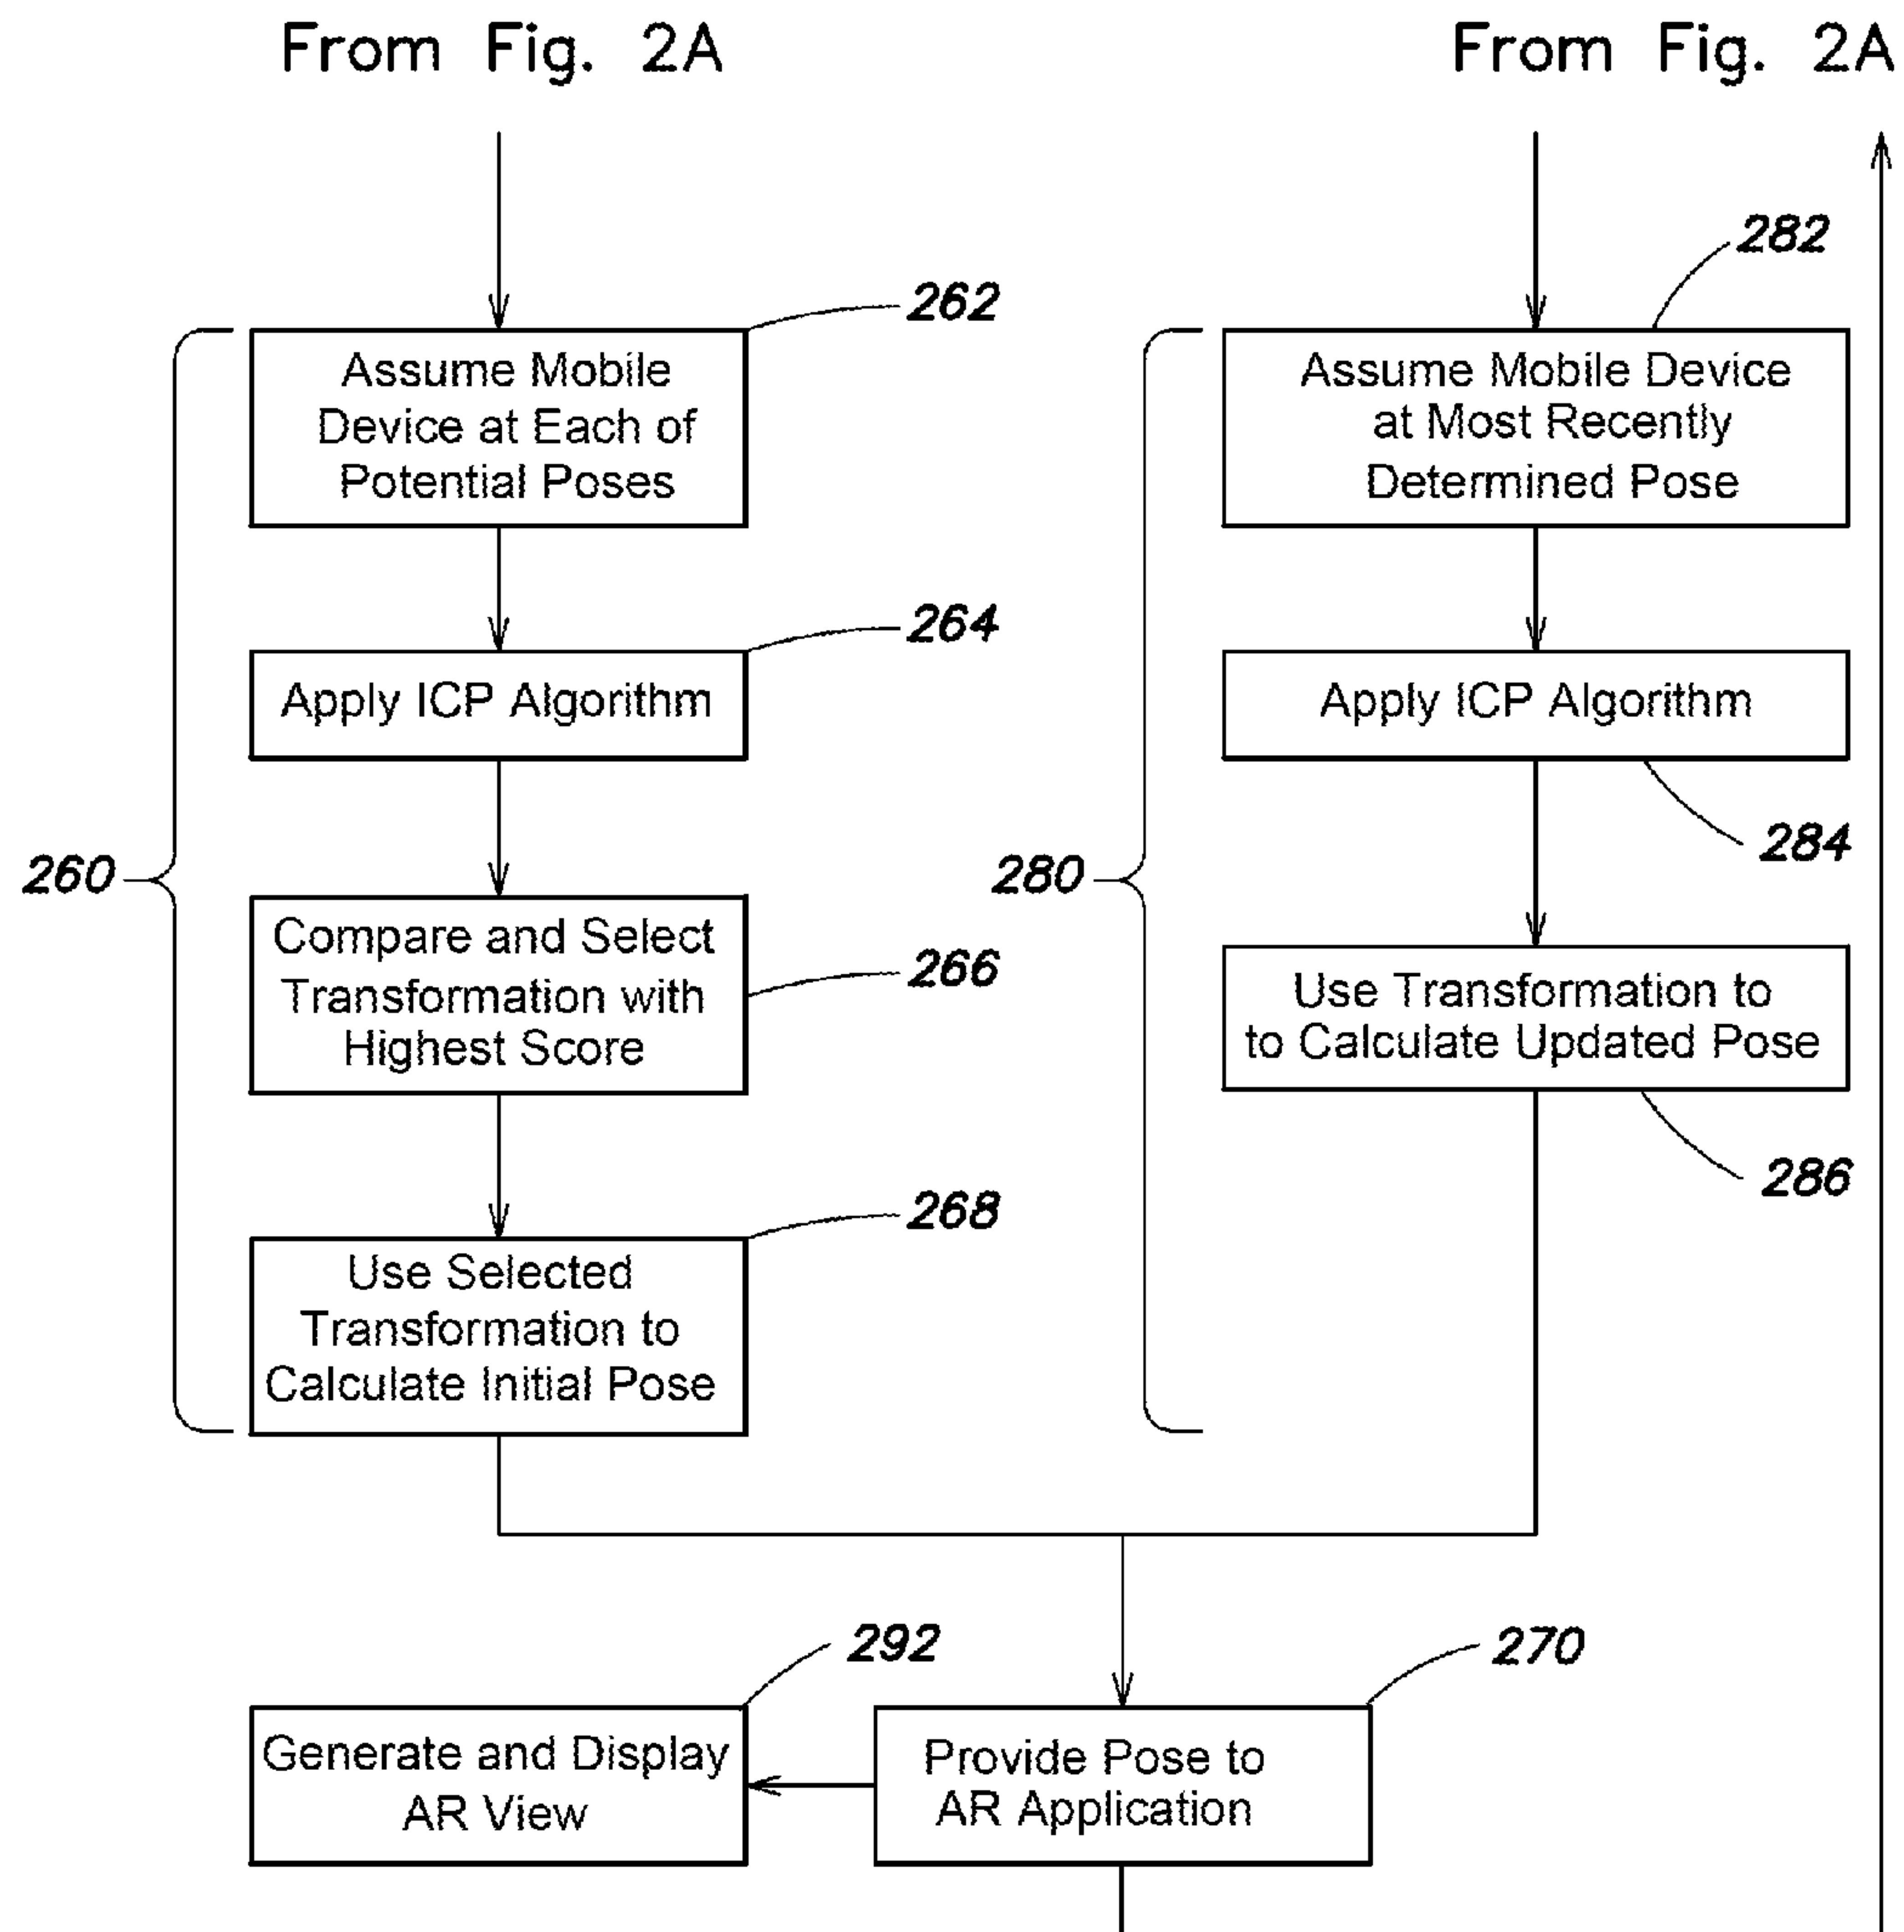 From Fig. 2A
From Fig. 2A
262
Assume Mobile
Device at Each of
Potential Poses
264
Apply ICP Algorithm
260
Compare and Select
Transformation with
Highest Score
266
268
Use Selected
Transformation to
Calculate Initial Pose
282
Assume Mobile Device
at Most Recently
Determined Pose
Apply ICP Algorithm
284
280
Use Transformation to
to Calculate Updated Pose
286
292
Generate and Display
AR View
270
Provide Pose to
AR Application